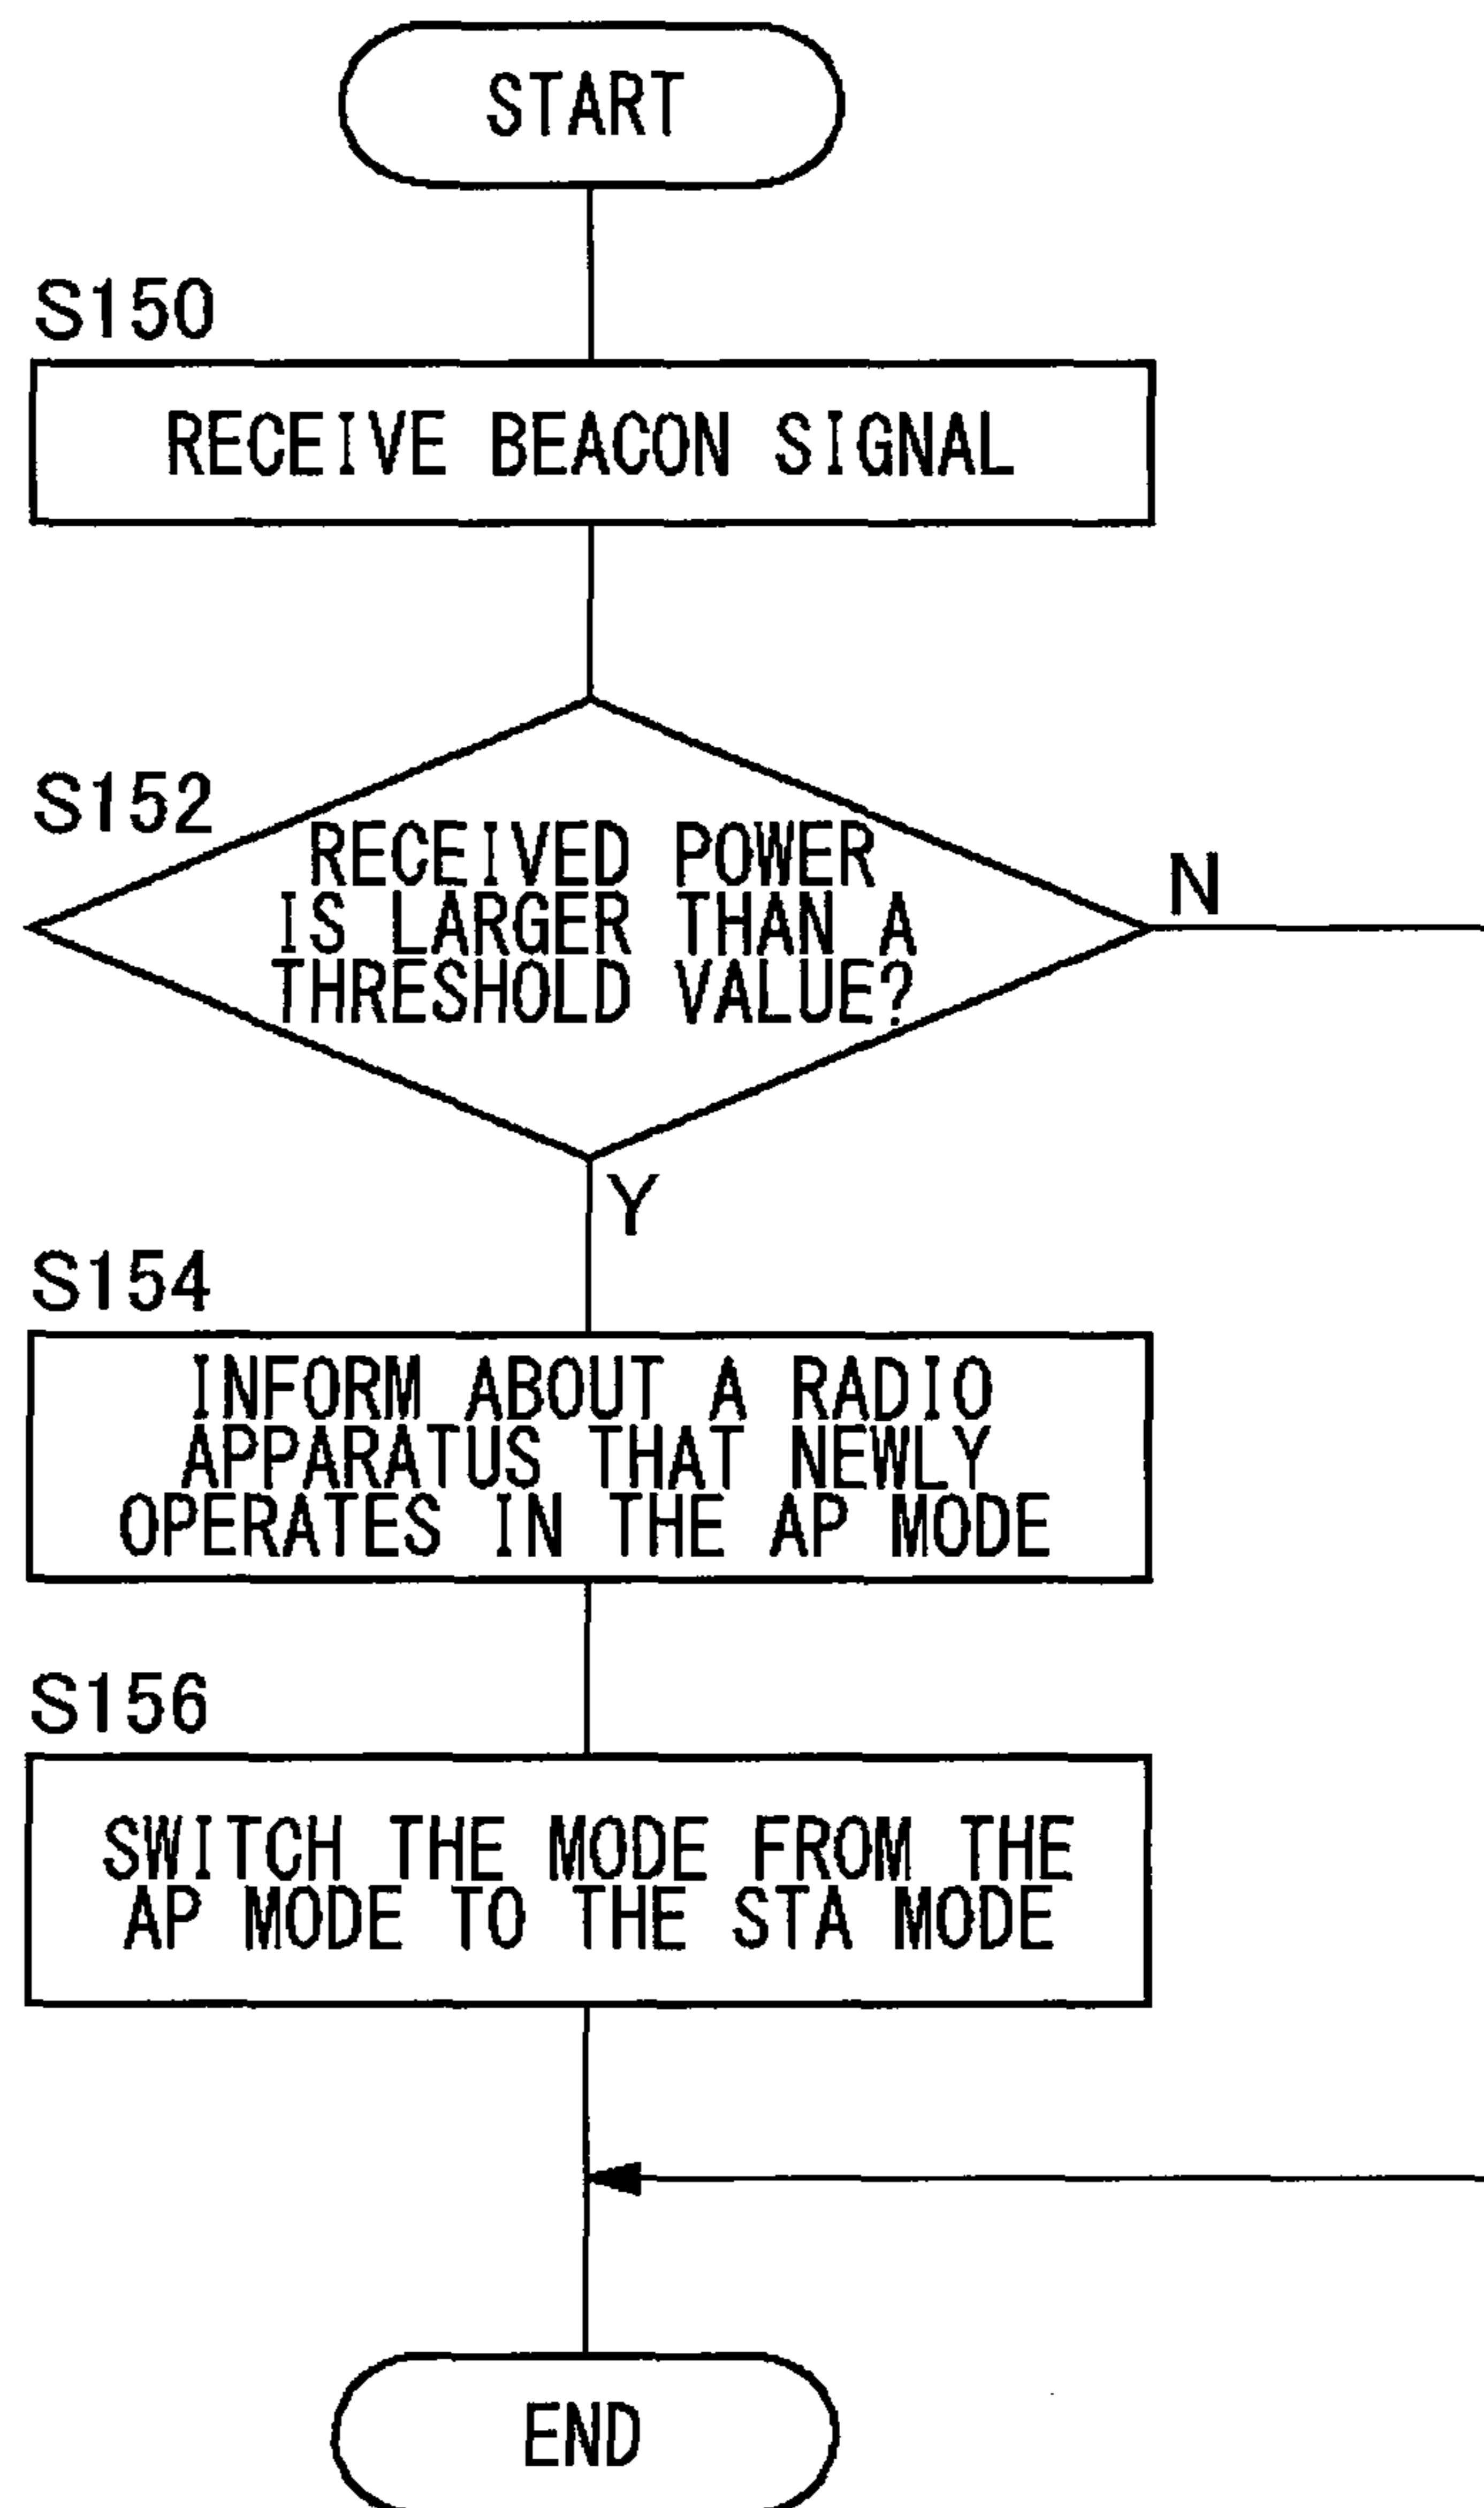 START
S150
RECEIVE BEACON SIGNAL
S152
RECEIVED POWER
IS LARGER THAN A
THRESHOLD VALUE?
N
Y
S154
INFORM ABOUT A RADIO
APPARATUS THAT NEWLY
OPERATES IN THE AP MODE
S156
SWITCH THE MODE FROM THE
AP MODE TO THE STA MODE
END